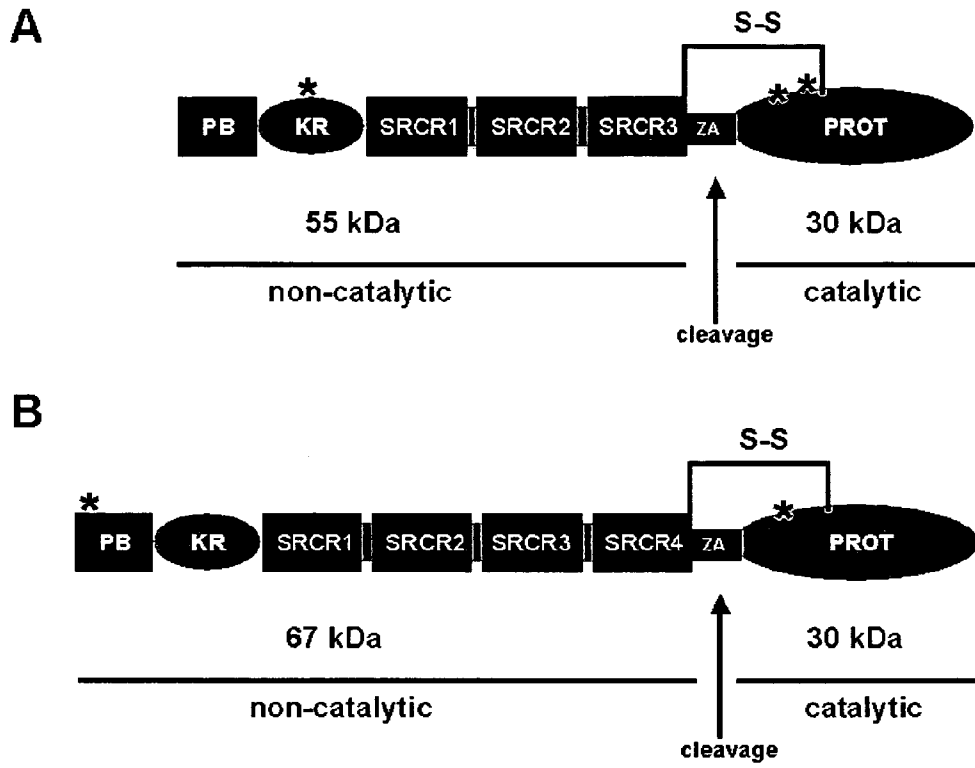 A
S-S
* * *
PB KR SRCR1 SRCR2 SRCR3 ZA PROT
55 kDa 30 kDa
non-catalytic catalytic
cleavage
B
S-S
* *
PB KR SRCR1 SRCR2 SRCR3 SRCR4 ZA PROT
67 kDa 30 kDa
non-catalytic catalytic
cleavage